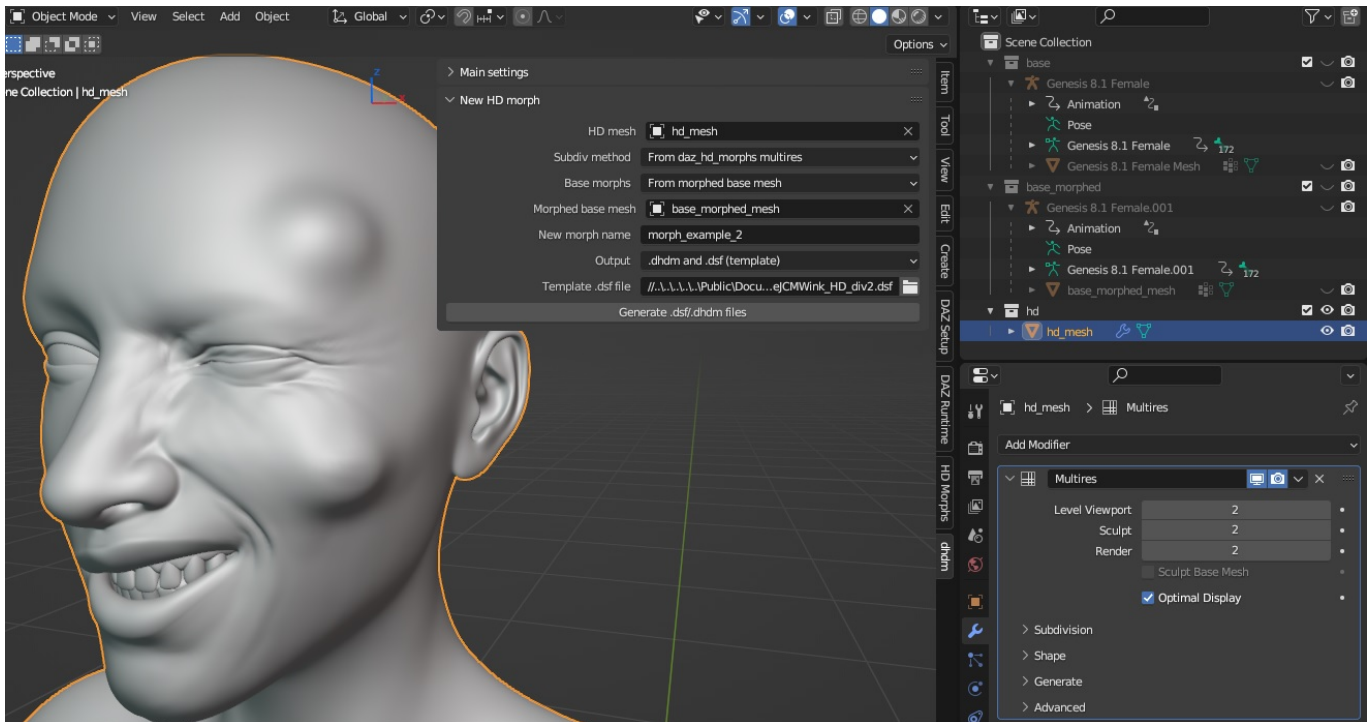 Object Mode View Select Add Object Global
Options
erspective
ne Collection | hd_mesh
Z
X
Main settings
New HD morph
HD mesh hd_mesh
Subdiv method From daz_hd_morphs multires
Base morphs From morphed base mesh
Morphed base mesh base_morphed_mesh
New morph name morph_example_2
Output .dhdm and .dsf (template)
Template .dsf file //..\..\..\..\..\Public\Docu...eJCMWink_HD_div2.dsf
Generate .dsf/.dhdm files
Item
Tool
View
Edit
Create
DAZ Setup
DAZ Runtime
HD Morphs
dhdm
Scene Collection
base
Genesis 8.1 Female
Animation
Pose
Genesis 8.1 Female 172
Genesis 8.1 Female Mesh
base_morphed
Genesis 8.1 Female.001
Animation
Pose
Genesis 8.1 Female.001 172
base_morphed_mesh
hd
hd_mesh
hd_mesh > Multires
Add Modifier
Multires
Level Viewport 2
Sculpt 2
Render 2
Sculpt Base Mesh
Optimal Display
Subdivision
Shape
Generate
Advanced